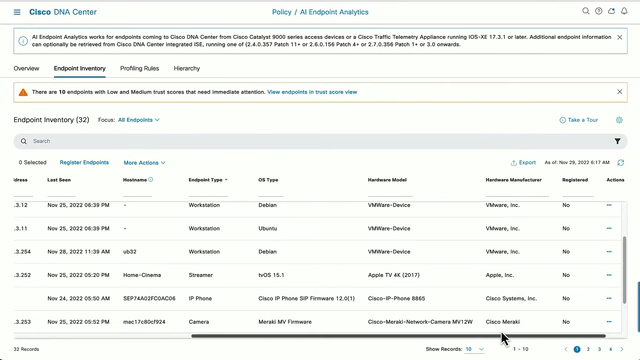 Cisco DNA Center
Policy / AI Endpoint Analytics
AI Endpoint Analytics works for endpoints coming to Cisco DNA Center from Cisco Catalyst 9000 series access devices or a Cisco Traffic Telemetry Appliance running IOS-XE 17.3.1 or later. Additional endpoint information
can optionally be retrieved from Cisco DNA Center integrated ISE, running one of (2.4.0.357 Patch 11+ or 2.6.0.156 Patch 4+ or 2.7.0.356 Patch 1+ or 3.0 onwards.
Overview Endpoint Inventory Profiling Rules Hierarchy
There are 10 endpoints with Low and Medium trust scores that need immediate attention. View endpoints in trust score view
Endpoint Inventory (32) Focus: All Endpoints Take a Tour
Search
0 Selected Register Endpoints More Actions Export As of: Nov 29, 2022 6:17 AM
dress Last Seen Hostname Endpoint Type OS Type Hardware Model Hardware Manufacturer Registered Actions
.3.12 Nov 25, 2022 06:39 PM - Workstation Debian VMWare-Device VMware, Inc. No
.3.11 Nov 25, 2022 06:39 PM - Workstation Ubuntu VMWare-Device VMware, Inc. No
.3.254 Nov 28, 2022 11:39 AM ub32 Workstation Debian VMWare-Device VMware, Inc. No
.3.252 Nov 25, 2022 05:20 PM Home-Cinema Streamer tvOS 15.1 Apple TV 4K (2017) Apple, Inc. No
Nov 24, 2022 05:50 AM SEP74A02FC0AC06 IP Phone Cisco IP Phone SIP Firmware 12.0(1) Cisco-IP-Phone 8865 Cisco Systems, Inc. No
.3.253 Nov 25, 2022 05:52 PM mac17c80cf924 Camera Meraki MV Firmware Cisco-Meraki-Network-Camera MV12W Cisco Meraki No
32 Records Show Records: 10 1 - 10 1 2 3 4